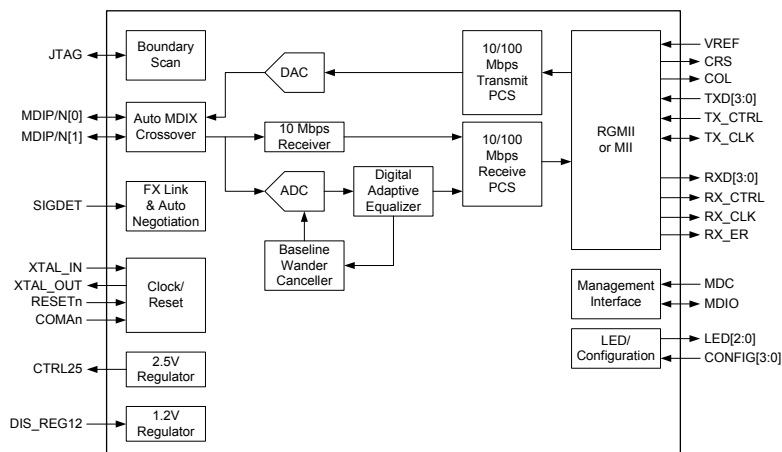 JTAG
Boundary
Scan
MDIP/N[0]
MDIP/N[1]
Auto MDIX
Crossover
DAC
10/100
Mbps
Transmit
PCS
10 Mbps
Receiver
10/100
Mbps
Receive
PCS
ADC
Digital
Adaptive
Equalizer
Baseline
Wander
Canceller
SIGDET
FX Link
& Auto
Negotiation
XTAL_IN
XTAL_OUT
RESETn
COMAn
Clock/
Reset
CTRL25
2.5V
Regulator
DIS_REG12
1.2V
Regulator
RGMII
or MII
VREF
CRS
COL
TXD[3:0]
TX_CTRL
TX_CLK
RXD[3:0]
RX_CTRL
RX_CLK
RX_ER
Management
Interface
MDC
MDIO
LED/
Configuration
LED[2:0]
CONFIG[3:0]